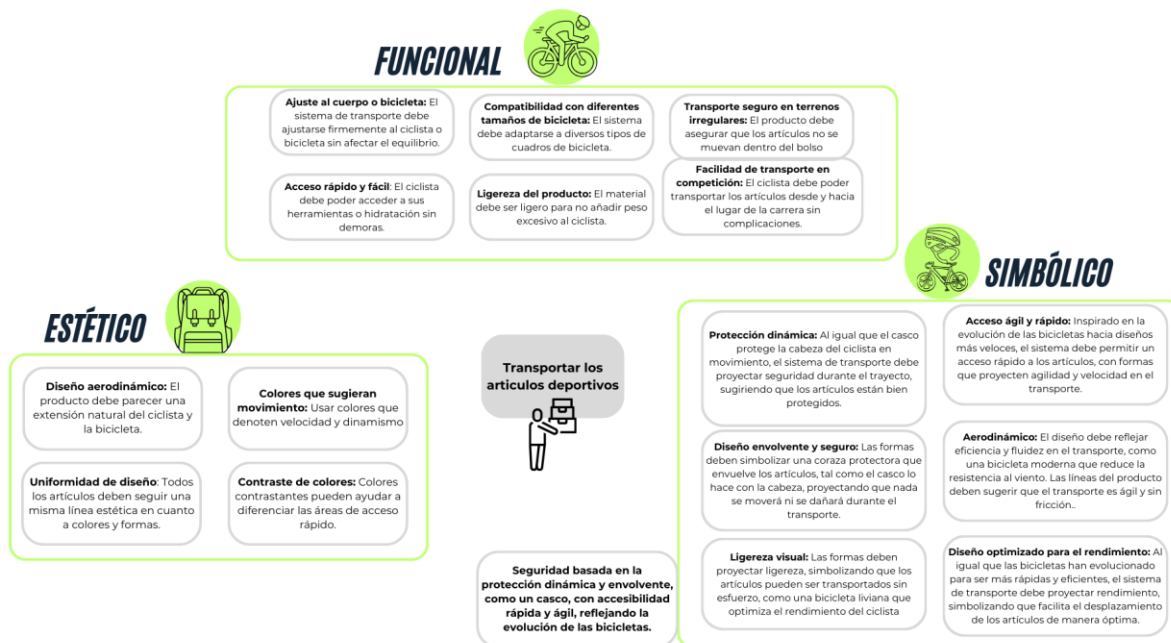 FUNCIONAL
Ajuste al cuerpo o bicicleta: El
sistema de transporte debe
ajustarse firmemente al ciclista o
bicicleta sin afectar el equilibrio.
Compatibilidad con diferentes
tamaños de bicicleta: El sistema
debe adaptarse a diversos tipos de
cuadros de bicicleta.
Transporte seguro en terrenos
irregulares: El producto debe
asegurar que los artículos no se
muevan dentro del bolso
Acceso rápido y fácil: El ciclista
debe poder acceder a sus
herramientas o hidratación sin
demoras.
Ligereza del producto: El material
debe ser ligero para no añadir peso
excesivo al ciclista.
Facilidad de transporte en
competición: El ciclista debe poder
transportar los artículos desde y hacia
el lugar de la carrera sin
complicaciones.
ESTÉTICO
Diseño aerodinámico: El
producto debe parecer una
extensión natural del ciclista y
la bicicleta.
Colores que sugieran
movimiento: Usar colores que
denoten velocidad y dinamismo
Uniformidad de diseño: Todos
los artículos deben seguir una
misma línea estética en cuanto
a colores y formas.
Contraste de colores: Colores
contrastantes pueden ayudar a
diferenciar las áreas de acceso
rápido.
Transportar los
articulos deportivos
Seguridad basada en la
protección dinámica y envolvente,
como un casco, con accesibilidad
rápida y ágil, reflejando la
evolución de las bicicletas.
SIMBÓLICO
Protección dinámica: Al igual que el casco
protege la cabeza del ciclista en
movimiento, el sistema de transporte debe
proyectar seguridad durante el trayecto,
sugiriendo que los artículos están bien
protegidos.
Acceso ágil y rápido: Inspirado en la
evolución de las bicicletas hacia diseños
más veloces, el sistema debe permitir un
acceso rápido a los artículos, con formas
que proyecten agilidad y velocidad en el
transporte.
Diseño envolvente y seguro: Las formas
deben simbolizar una coraza protectora que
envuelve los artículos, tal como el casco lo
hace con la cabeza, proyectando que nada
se moverá ni se dañará durante el
transporte.
Aerodinámico: El diseño debe reflejar
eficiencia y fluidez en el transporte, como
una bicicleta moderna que reduce la
resistencia al viento. Las líneas del producto
deben sugerir que el transporte es ágil y sin
fricción..
Ligereza visual: Las formas deben
proyectar ligereza, simbolizando que los
artículos pueden ser transportados sin
esfuerzo, como una bicicleta liviana que
optimiza el rendimiento del ciclista
Diseño optimizado para el rendimiento: Al
igual que las bicicletas han evolucionado
para ser más rápidas y eficientes, el sistema
de transporte debe proyectar rendimiento,
simbolizando que facilita el desplazamiento
de los artículos de manera óptima.